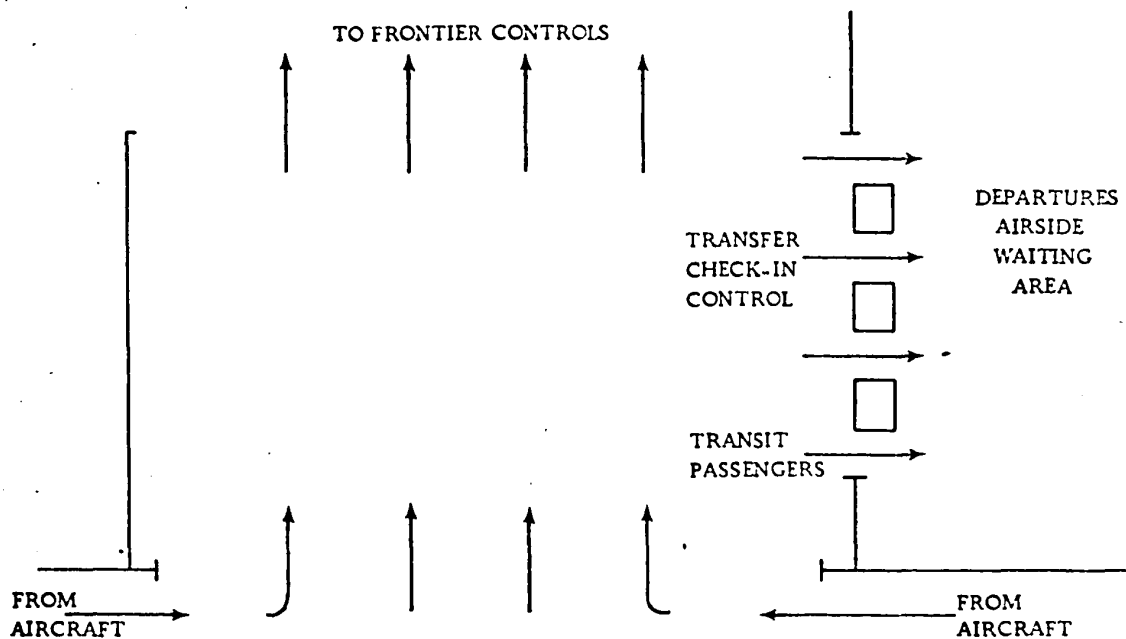 TO FRONTIER CONTROLS
DEPARTURES
AIRSIDE
WAITING
AREA
TRANSFER
CHECK-IN
CONTROL
TRANSIT
PASSENGERS
FROM
AIRCRAFT
FROM
AIRCRAFT